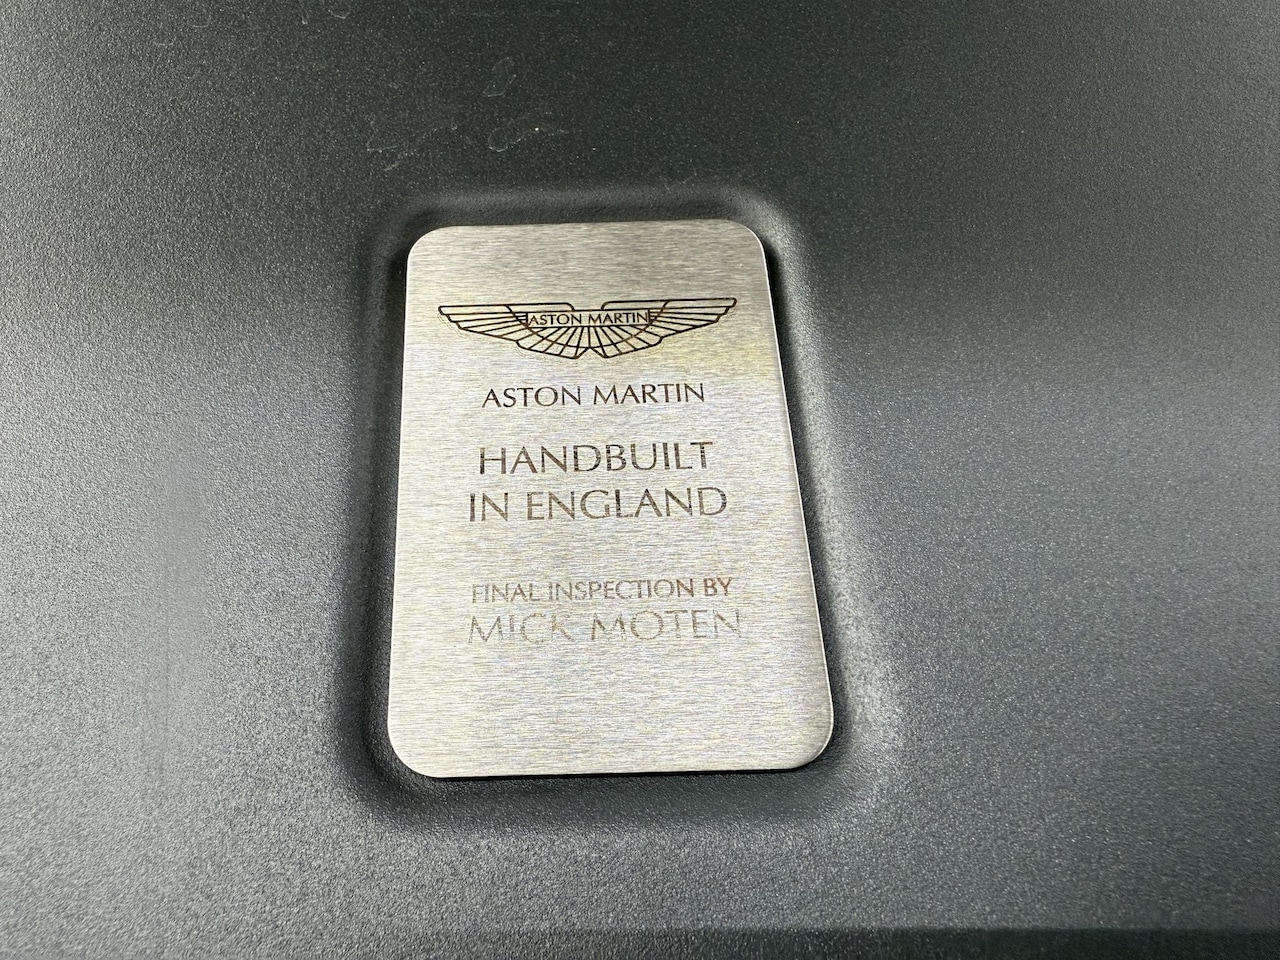 ASTON MARTIN
ASTON MARTIN
HANDBUILT
IN ENGLAND
FINAL INSPECTION BY
MICK MOTEN